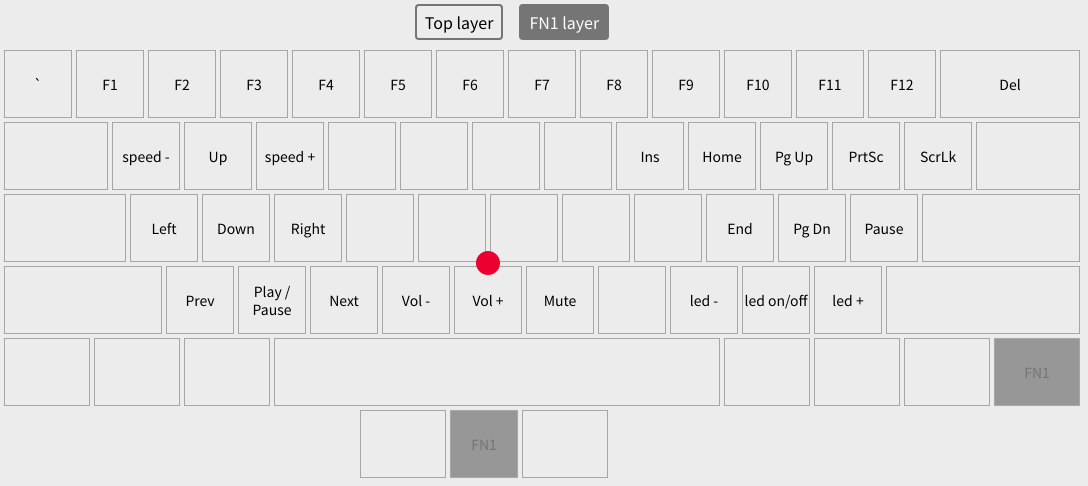 Top layer FN1 layer
` F1 F2 F3 F4 F5 F6 F7 F8 F9 F10 F11 F12 Del
speed - Up speed + Ins Home Pg Up PrtSc ScrLk
Left Down Right End Pg Dn Pause
Prev Play / Pause Next Vol - Vol + Mute led - led on/off led +
FN1
FN1